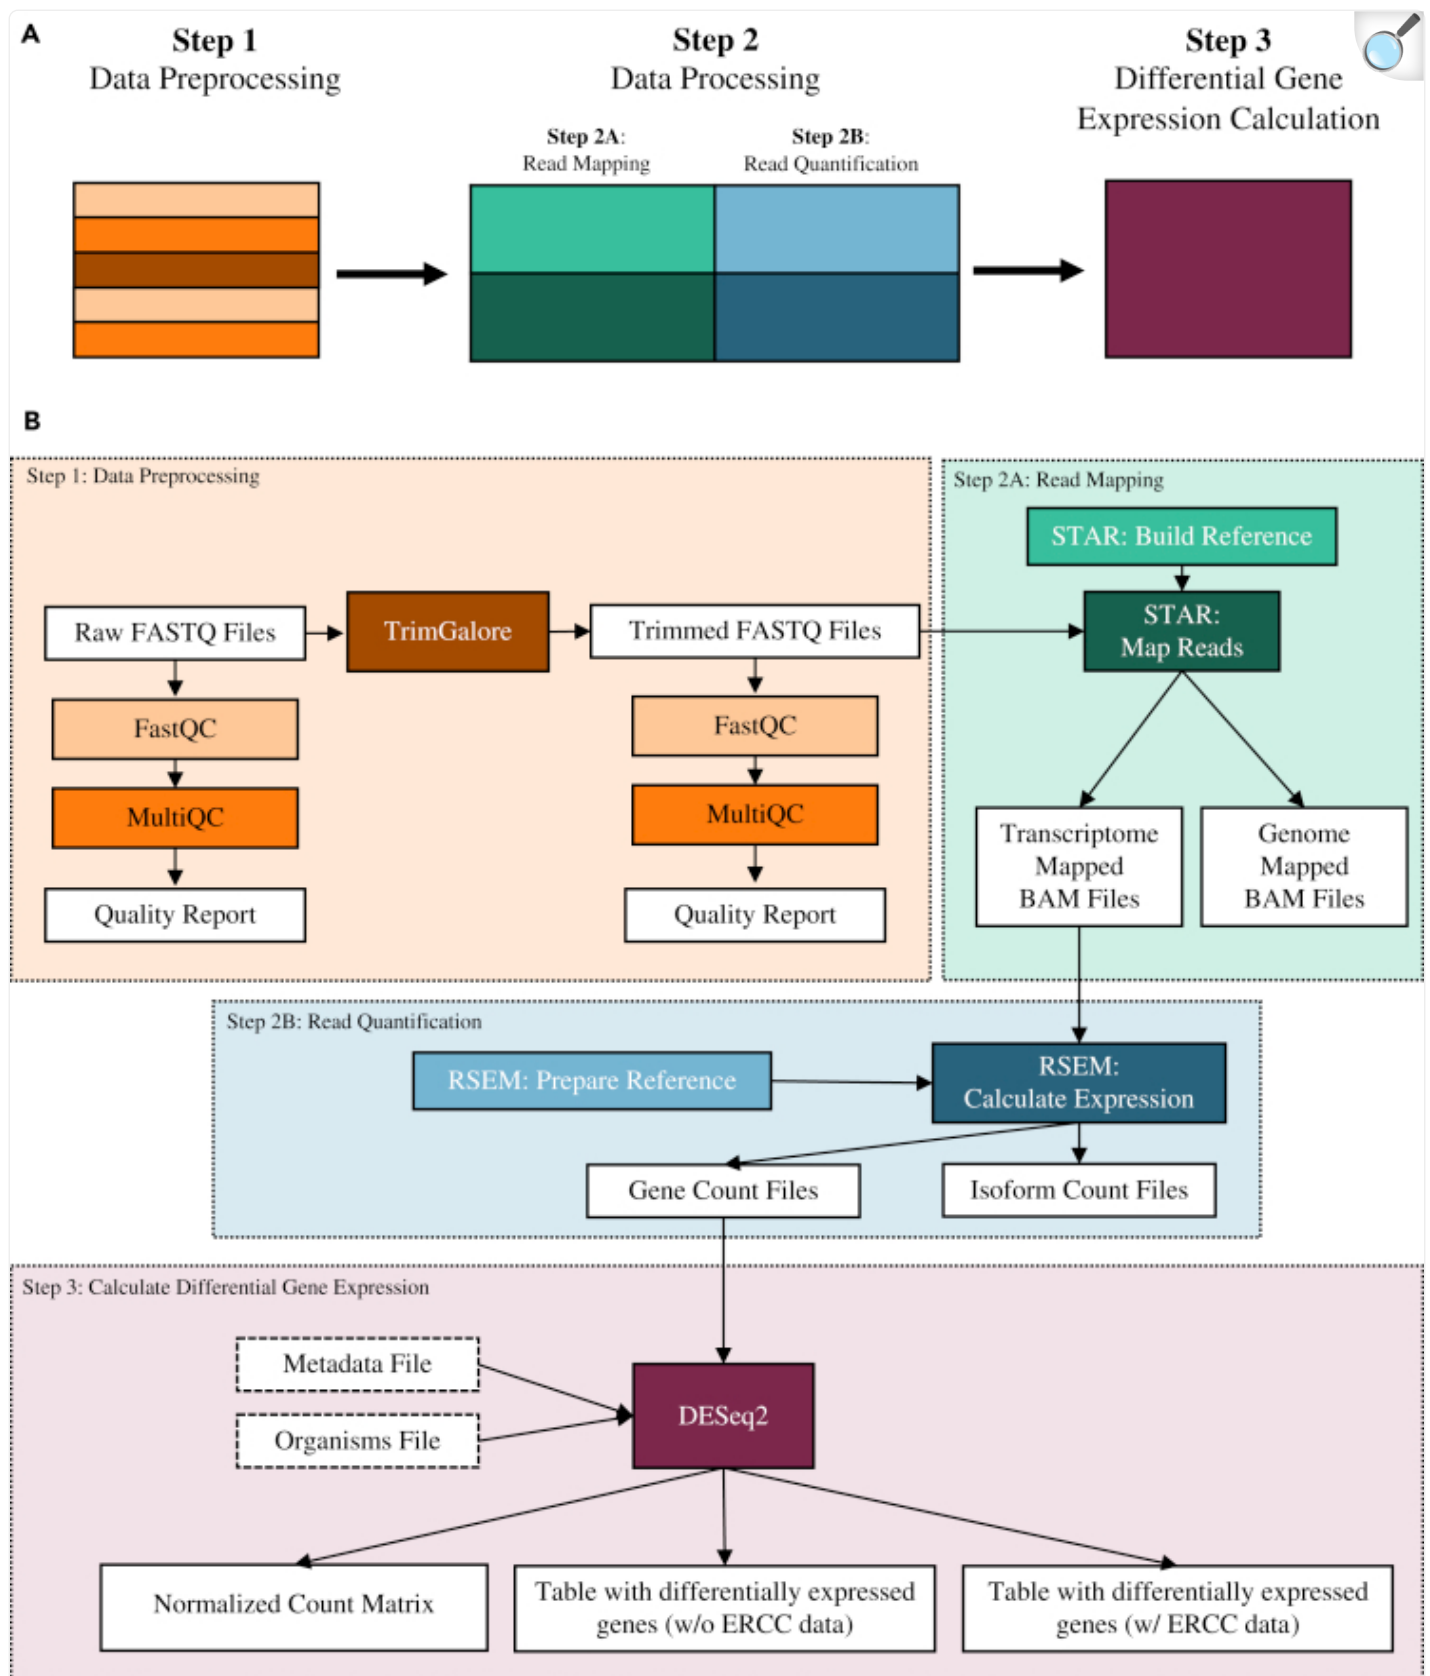 A
Step 1
Data Preprocessing
Step 2
Data Processing
Step 3
Differential Gene
Expression Calculation
Step 2A:
Read Mapping
Step 2B:
Read Quantification
B
Step 1: Data Preprocessing
Raw FASTQ Files
TrimGalore
Trimmed FASTQ Files
FastQC
MultiQC
Quality Report
FastQC
MultiQC
Quality Report
Step 2A: Read Mapping
STAR: Build Reference
STAR:
Map Reads
Transcriptome
Mapped
BAM Files
Genome
Mapped
BAM Files
Step 2B: Read Quantification
RSEM: Prepare Reference
RSEM:
Calculate Expression
Gene Count Files
Isoform Count Files
Step 3: Calculate Differential Gene Expression
Metadata File
Organisms File
DESeq2
Normalized Count Matrix
Table with differentially expressed
genes (w/o ERCC data)
Table with differentially expressed
genes (w/ ERCC data)